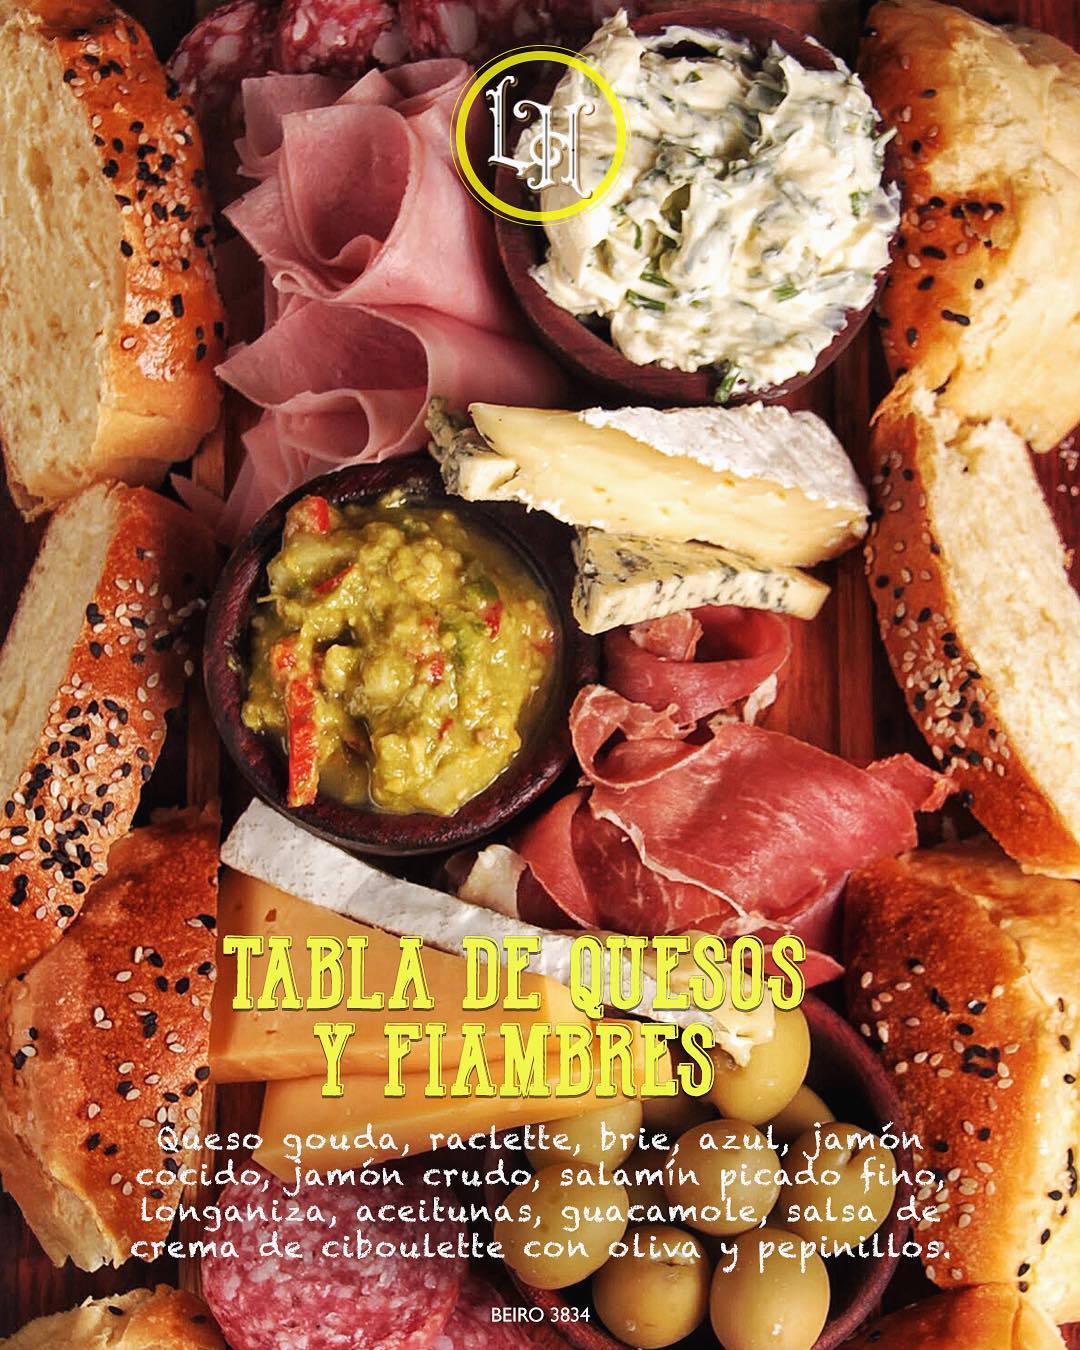 L&H
TABLA DE QUESOS
Y FIAMBRES
Queso gouda, raclette, brie, azul, jamón
cocido, jamón crudo, salamín picado fino,
longaniza, aceitunas, guacamole, salsa de
crema de ciboulette con oliva y pepinillos.
BEIRO 3834